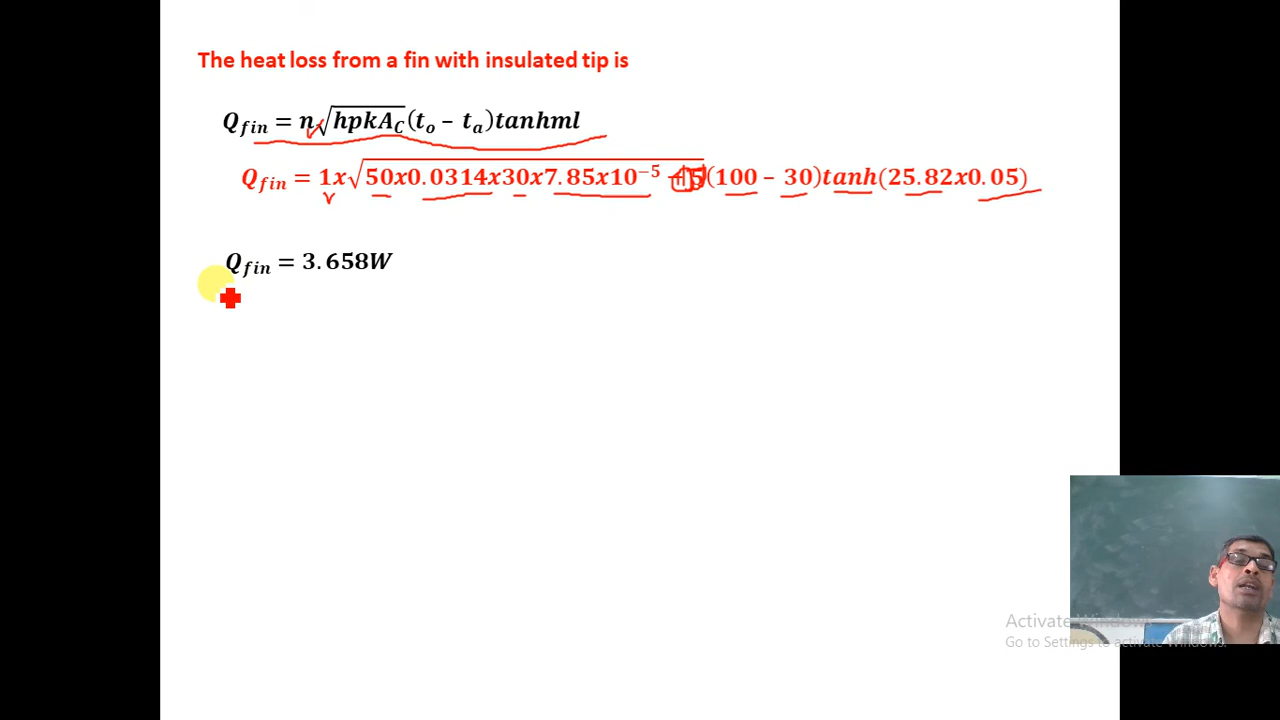 The heat loss from a fin with insulated tip is
Q_fin = n√hpkA_C(t_o – t_a)tanhml
Q_fin = 1x√50x0.0314x30x7.85x10⁻⁵ (100 – 30)tanh(25.82x0.05)
Q_fin = 3.658W
Activate Windows
Go to Settings to activate Windows.